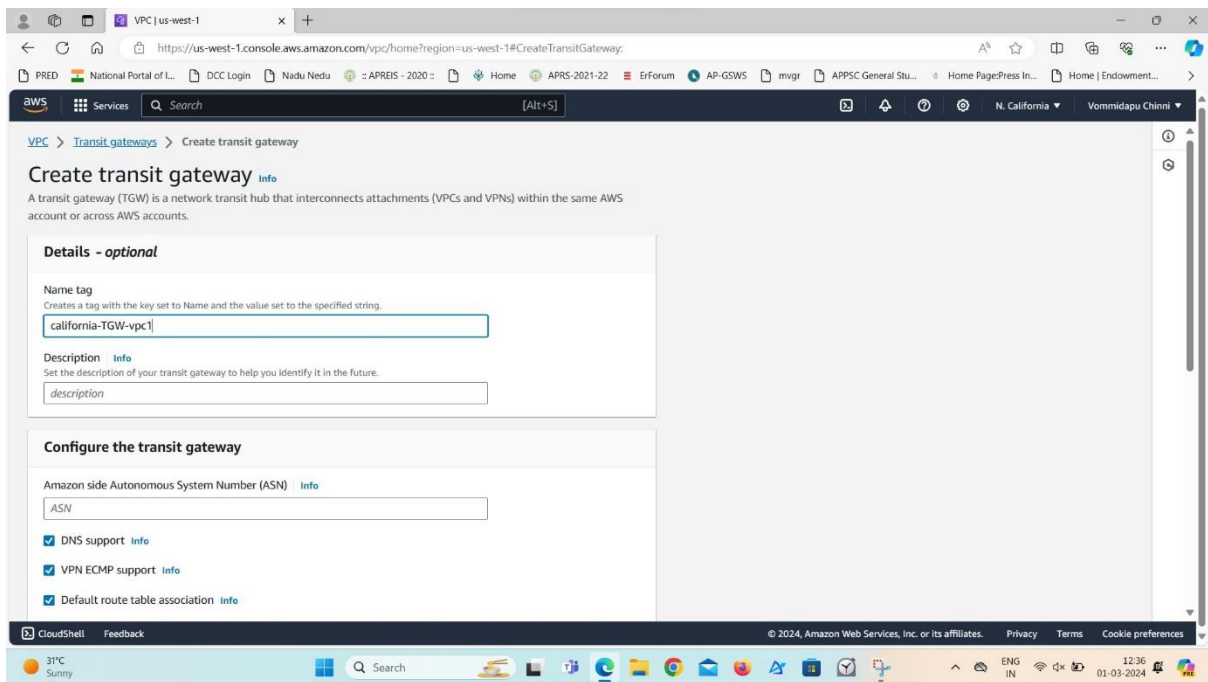 VPC | us-west-1
https://us-west-1.console.aws.amazon.com/vpc/home?region=us-west-1#CreateTransitGateway:
PRED National Portal of I... DCC Login Nadu Nedu :: APREIS - 2020 :: Home APRS-2021-22 ErForum AP-GSWS mvgr APPSC General Stu... Home Page:Press In... Home | Endowment...
aws Services Search [Alt+S] N. California Vommidapu Chinni
VPC > Transit gateways > Create transit gateway
Create transit gateway Info
A transit gateway (TGW) is a network transit hub that interconnects attachments (VPCs and VPNs) within the same AWS
account or across AWS accounts.
Details - optional
Name tag
Creates a tag with the key set to Name and the value set to the specified string.
california-TGW-vpc1
Description Info
Set the description of your transit gateway to help you identify it in the future.
description
Configure the transit gateway
Amazon side Autonomous System Number (ASN) Info
ASN
DNS support Info
VPN ECMP support Info
Default route table association Info
CloudShell Feedback © 2024, Amazon Web Services, Inc. or its affiliates. Privacy Terms Cookie preferences
31°C Search ENG 12:36
Sunny IN 01-03-2024